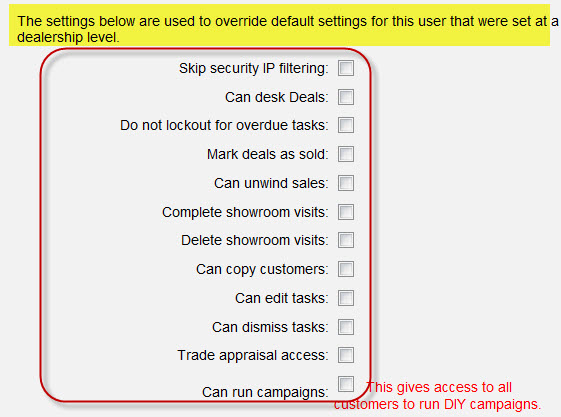 The settings below are used to override default settings for this user that were set at a
dealership level.
Skip security IP filtering:
Can desk Deals:
Do not lockout for overdue tasks:
Mark deals as sold:
Can unwind sales:
Complete showroom visits:
Delete showroom visits:
Can copy customers:
Can edit tasks:
Can dismiss tasks:
Trade appraisal access:
Can run campaigns:
This gives access to all
customers to run DIY campaigns.